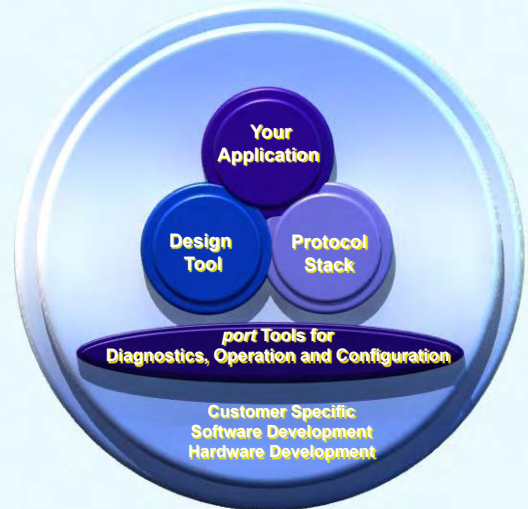 Your
Application
Design
Tool
Protocol
Stack
port Tools for
Diagnostics, Operation and Configuration
Customer Specific
Software Development
Hardware Development